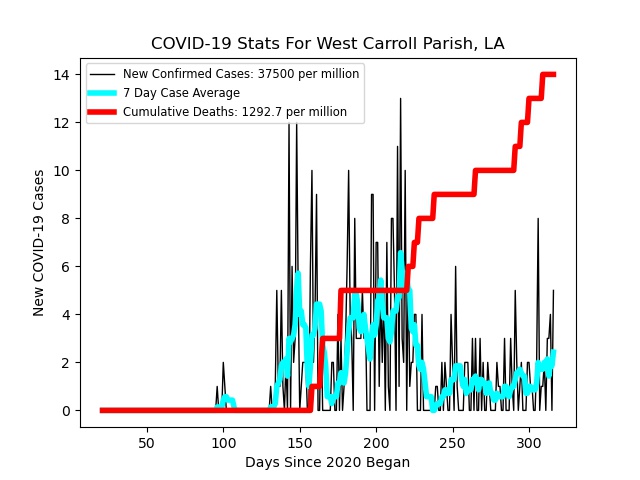 COVID-19 Stats For West Carroll Parish, LA
New Confirmed Cases: 37500 per million
7 Day Case Average
Cumulative Deaths: 1292.7 per million
New COVID-19 Cases
14
12
10
8
6
4
2
0
50 100 150 200 250 300
Days Since 2020 Began